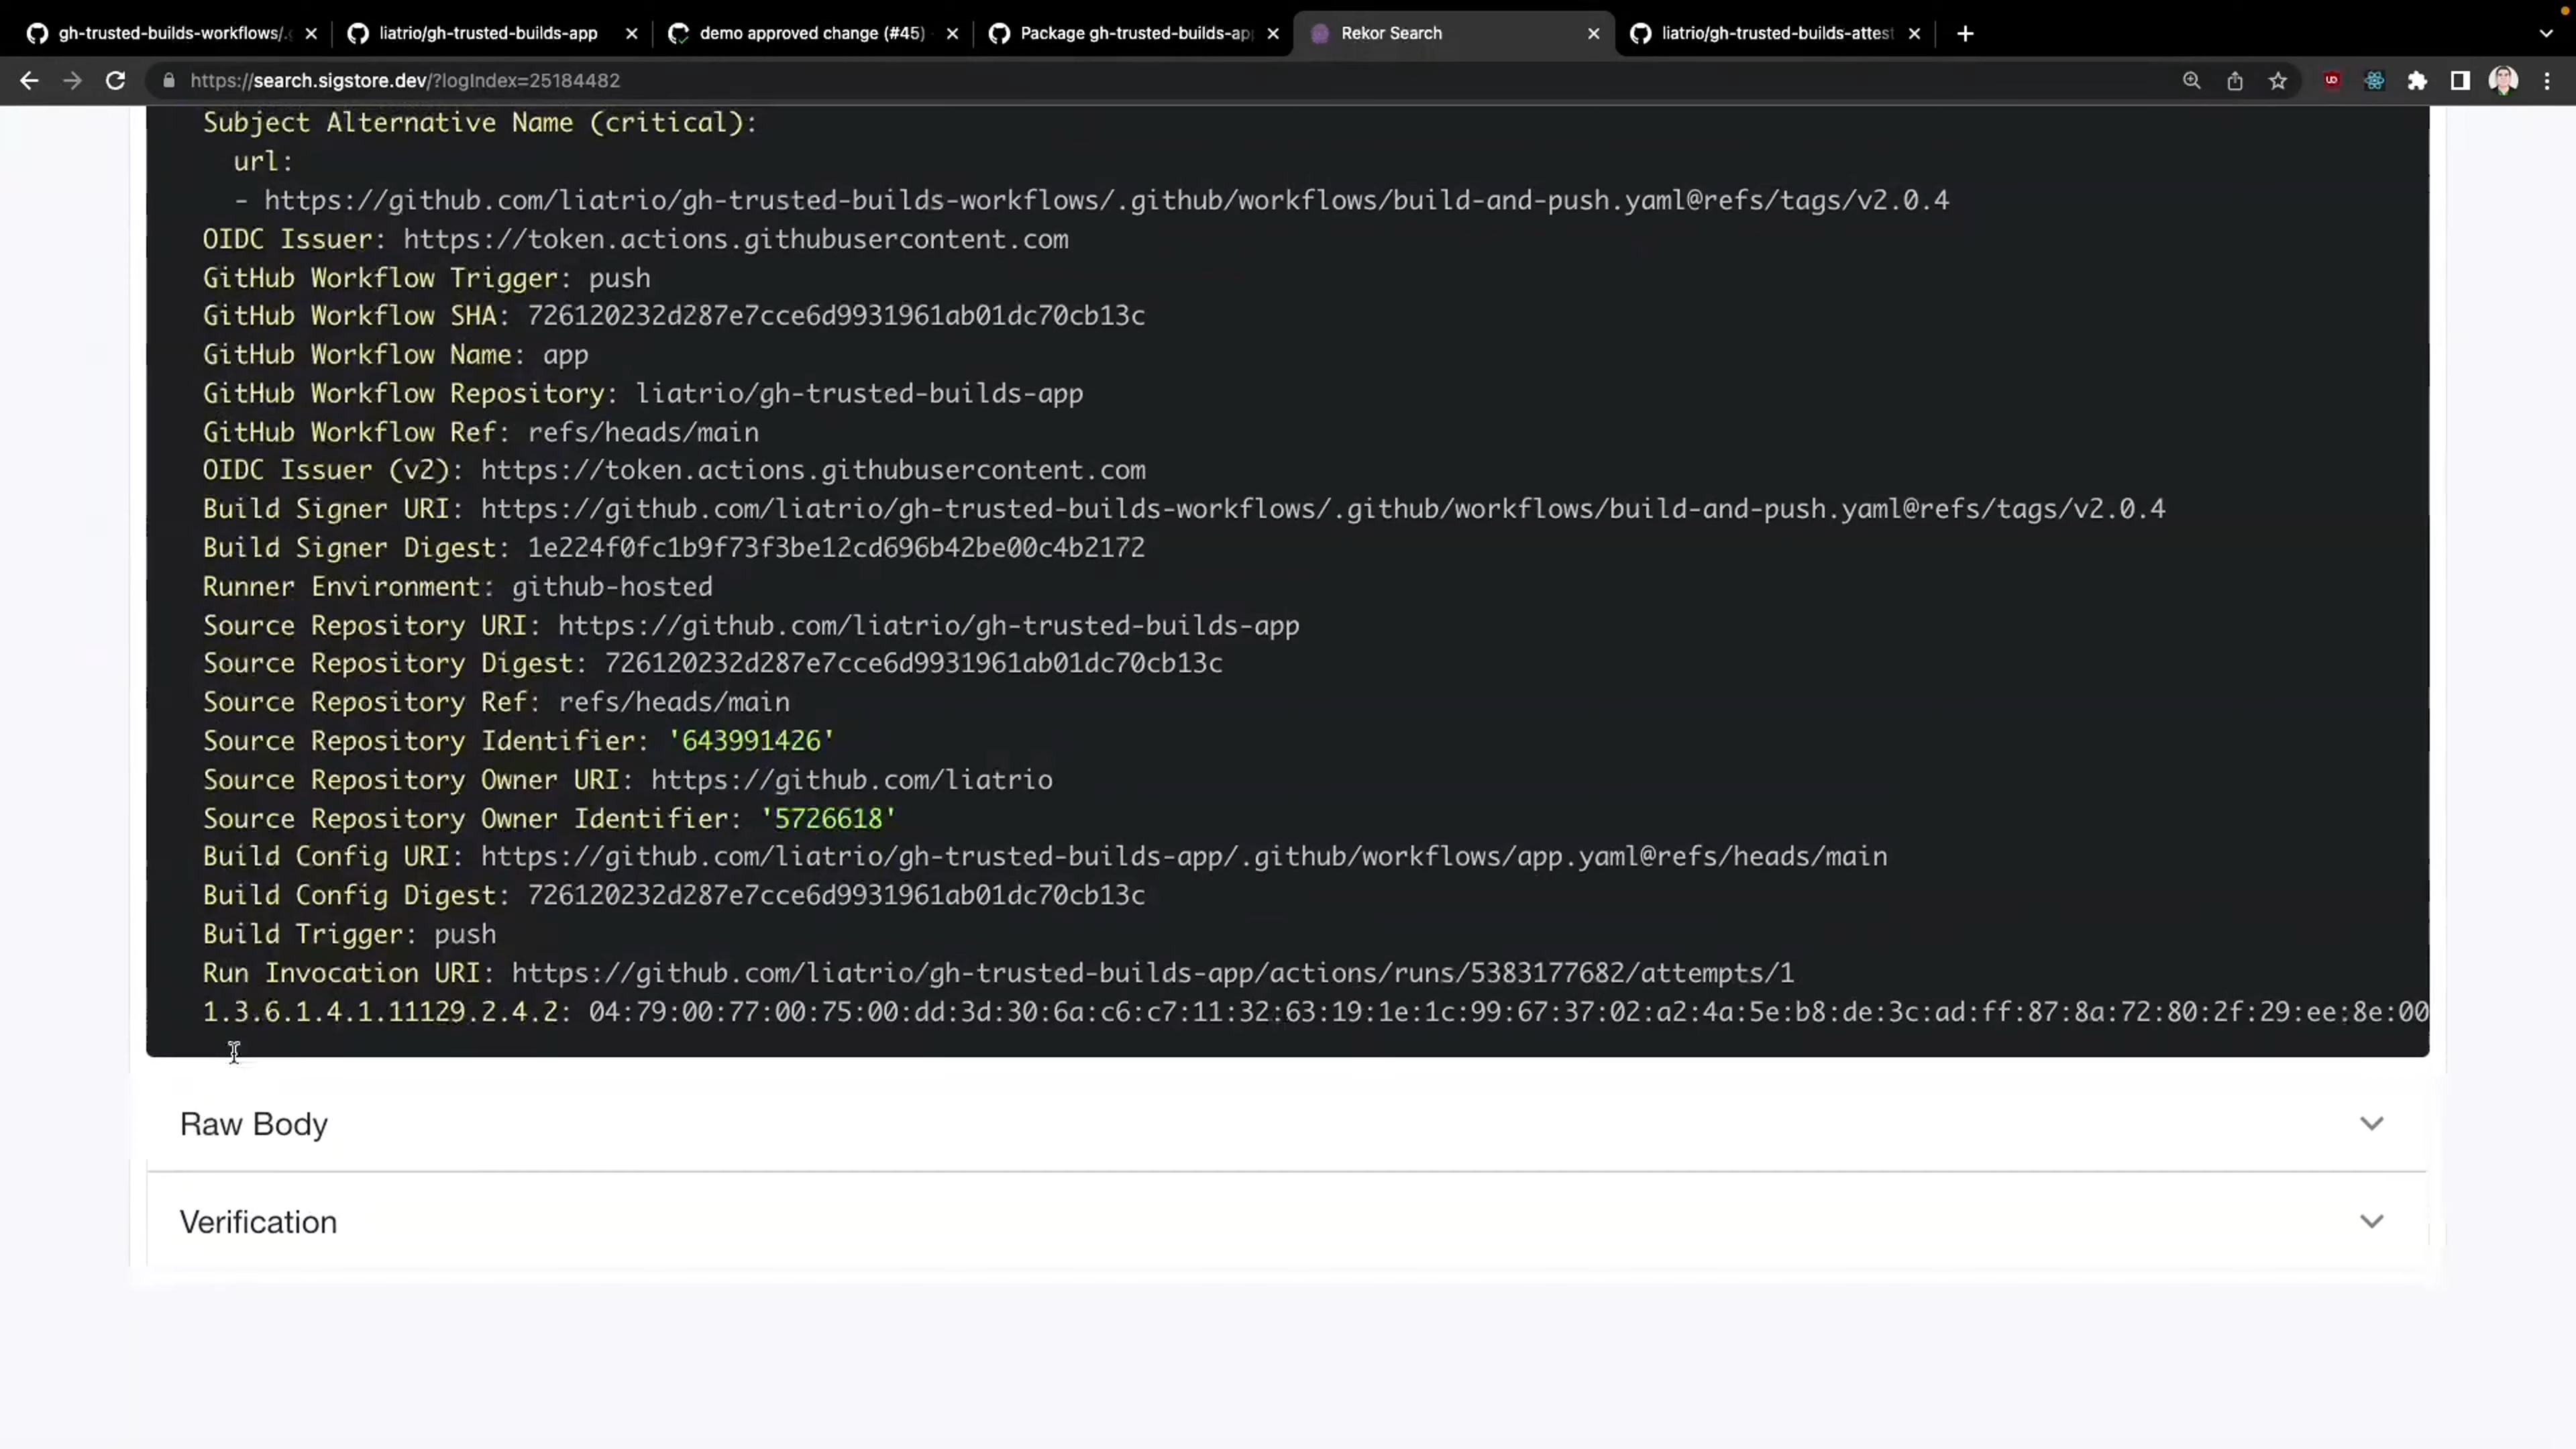 gh-trusted-builds-workflows/.g
liatrio/gh-trusted-builds-app
demo approved change (#45)
Package gh-trusted-builds-app
Rekor Search
liatrio/gh-trusted-builds-attest
https://search.sigstore.dev/?logIndex=25184482
Subject Alternative Name (critical):
url:
- https://github.com/liatrio/gh-trusted-builds-workflows/.github/workflows/build-and-push.yaml@refs/tags/v2.0.4
OIDC Issuer: https://token.actions.githubusercontent.com
GitHub Workflow Trigger: push
GitHub Workflow SHA: 726120232d287e7cce6d9931961ab01dc70cb13c
GitHub Workflow Name: app
GitHub Workflow Repository: liatrio/gh-trusted-builds-app
GitHub Workflow Ref: refs/heads/main
OIDC Issuer (v2): https://token.actions.githubusercontent.com
Build Signer URI: https://github.com/liatrio/gh-trusted-builds-workflows/.github/workflows/build-and-push.yaml@refs/tags/v2.0.4
Build Signer Digest: 1e224f0fc1b9f73f3be12cd696b42be00c4b2172
Runner Environment: github-hosted
Source Repository URI: https://github.com/liatrio/gh-trusted-builds-app
Source Repository Digest: 726120232d287e7cce6d9931961ab01dc70cb13c
Source Repository Ref: refs/heads/main
Source Repository Identifier: '643991426'
Source Repository Owner URI: https://github.com/liatrio
Source Repository Owner Identifier: '5726618'
Build Config URI: https://github.com/liatrio/gh-trusted-builds-app/.github/workflows/app.yaml@refs/heads/main
Build Config Digest: 726120232d287e7cce6d9931961ab01dc70cb13c
Build Trigger: push
Run Invocation URI: https://github.com/liatrio/gh-trusted-builds-app/actions/runs/5383177682/attempts/1
1.3.6.1.4.1.11129.2.4.2: 04:79:00:77:00:75:00:dd:3d:30:6a:c6:c7:11:32:63:19:1e:1c:99:67:37:02:a2:4a:5e:b8:de:3c:ad:ff:87:8a:72:80:2f:29:ee:8e:00
Raw Body
Verification